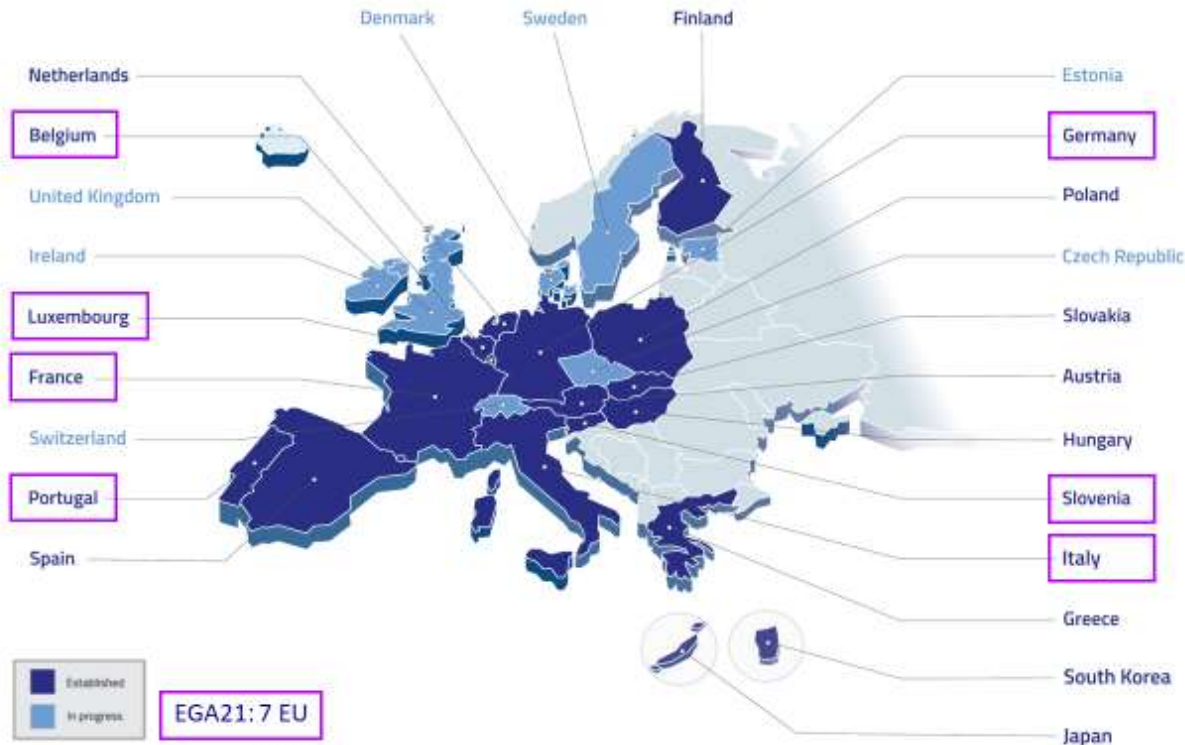 Denmark
Sweden
Finland
Netherlands
Estonia
Belgium
Germany
United Kingdom
Poland
Ireland
Czech Republic
Luxembourg
Slovakia
France
Austria
Switzerland
Hungary
Portugal
Slovenia
Spain
Italy
Greece
South Korea
Japan
Established
In progress
EGA21: 7 EU